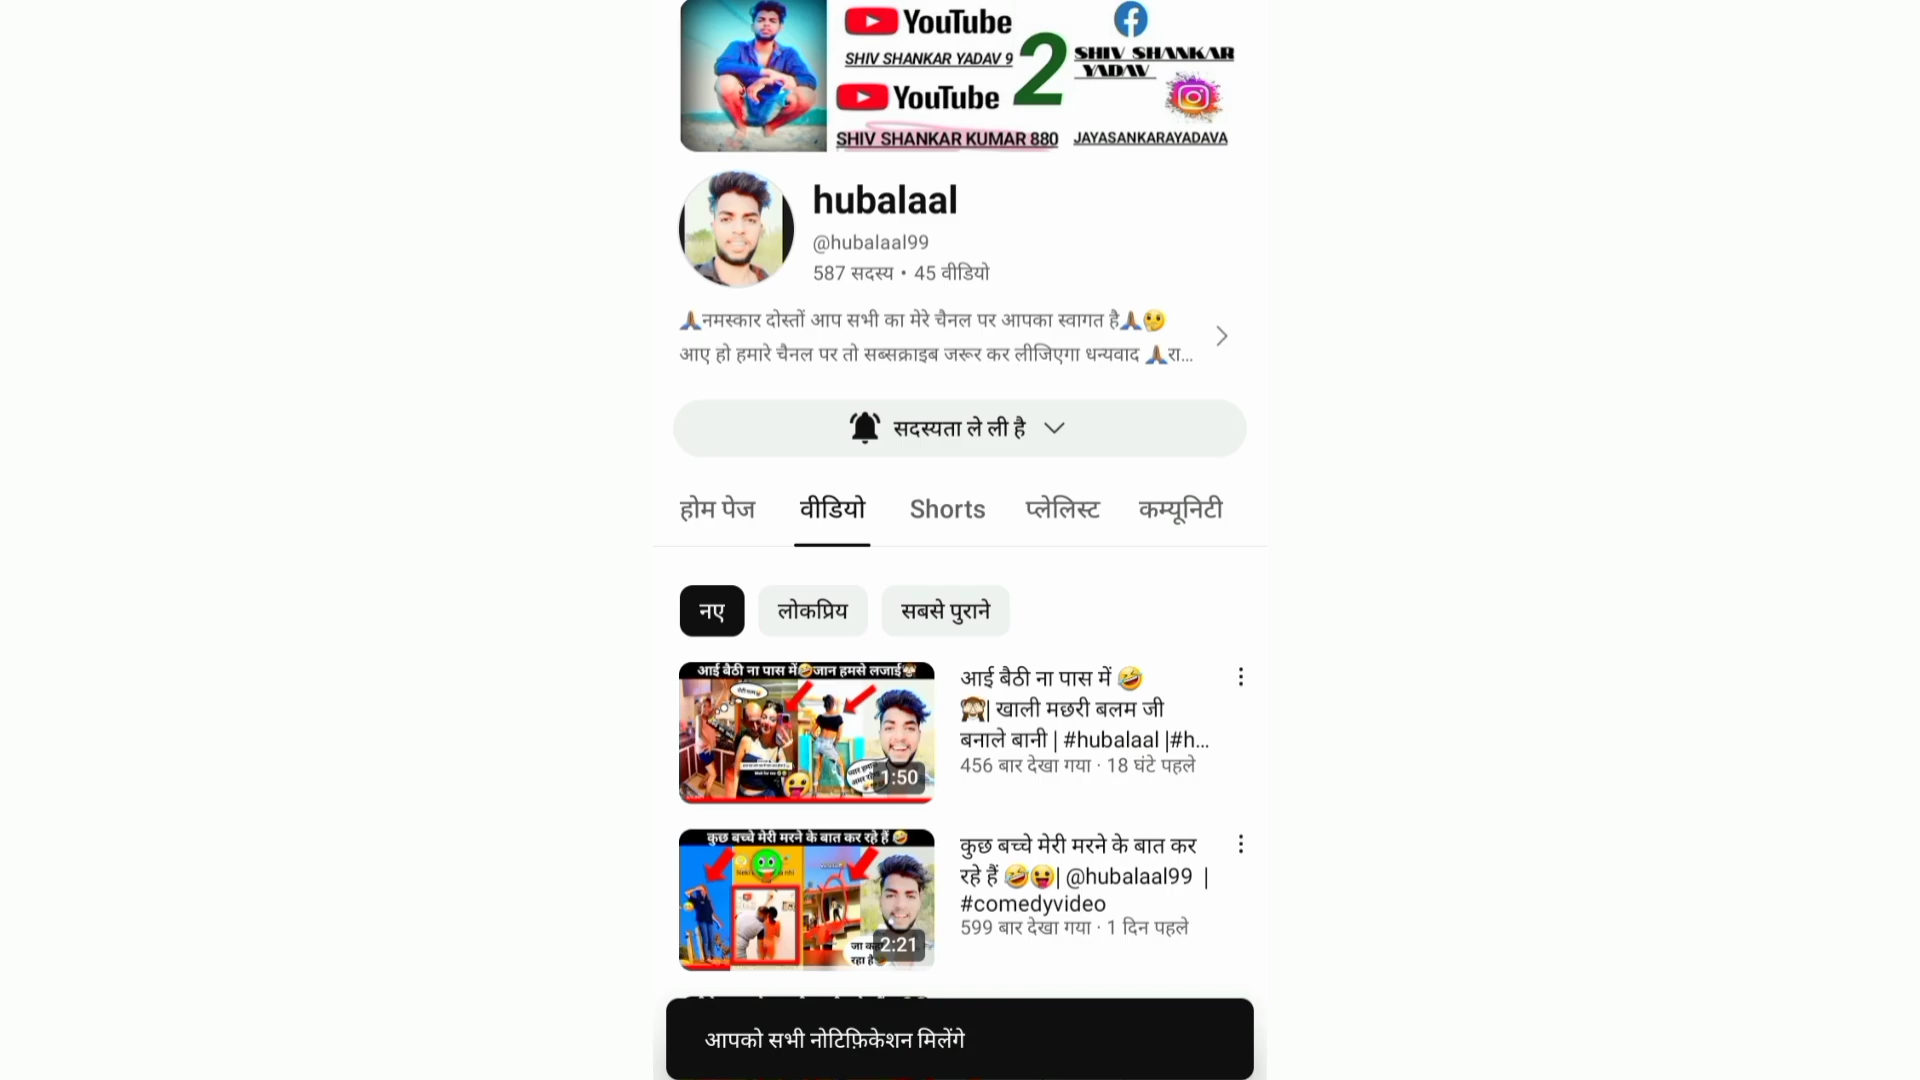 YouTube
SHIV SHANKAR YADAV 9
YouTube
SHIV SHANKAR KUMAR 880
2
SHIV SHANKAR
YADAV
JAYASANKARAYADAVA
hubalaal
@hubalaal99
587 सदस्य • 45 वीडियो
🙏🏽नमस्कार दोस्तों आप सभी का मेरे चैनल पर आपका स्वागत है🙏🏽🤔
आए हो हमारे चैनल पर तो सब्सक्राइब जरूर कर लीजिएगा धन्यवाद 🙏🏽रा...
सदस्यता ले ली है
होम पेज वीडियो Shorts प्लेलिस्ट कम्यूनिटी
नए लोकप्रिय सबसे पुराने
आई बैठी ना पास में🤣जान हमसे लजाई🙈
1:50
आई बैठी ना पास में 🤣
🙈| खाली मछरी बलम जी
बनाले बानी | #hubalaal |#h...
456 बार देखा गया · 18 घंटे पहले
कुछ बच्चे मेरी मरने के बात कर रहे हैं 🤣
जा कह
रहा है
2:21
कुछ बच्चे मेरी मरने के बात कर
रहे हैं 🤣😝| @hubalaal99 |
#comedyvideo
599 बार देखा गया · 1 दिन पहले
आपको सभी नोटिफ़िकेशन मिलेंगे